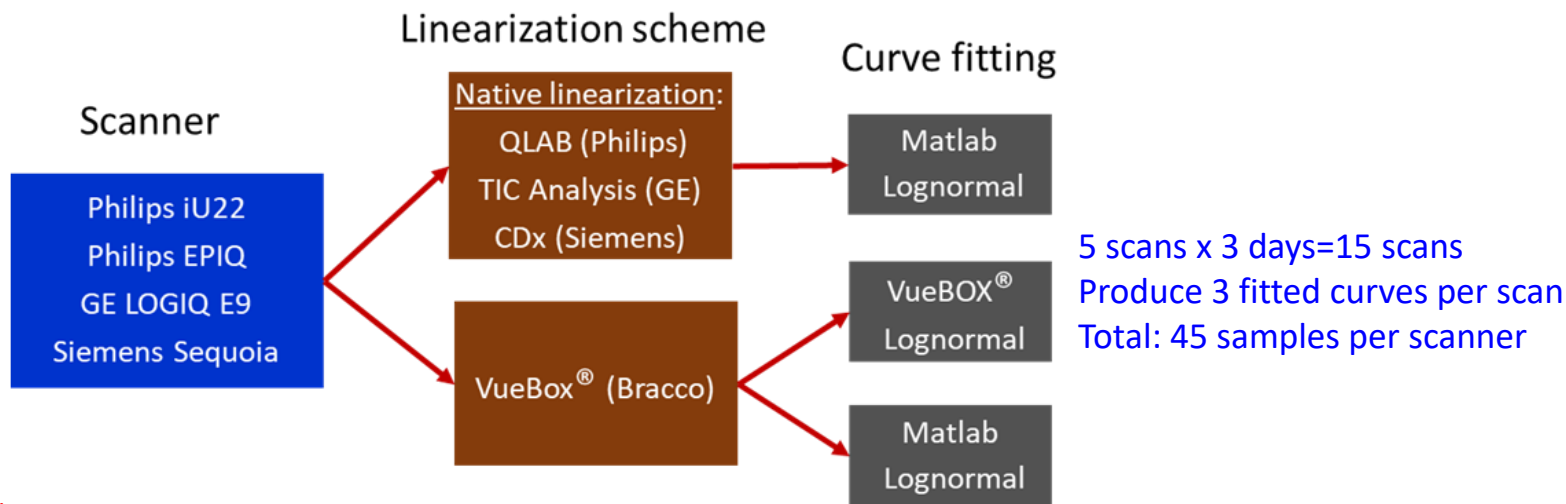 Linearization scheme
Curve fitting
Scanner
Philips iU22
Philips EPIQ
GE LOGIQ E9
Siemens Sequoia
Native linearization:
QLAB (Philips)
TIC Analysis (GE)
CDx (Siemens)
VueBox® (Bracco)
Matlab
Lognormal
VueBOX®
Lognormal
Matlab
Lognormal
5 scans x 3 days=15 scans
Produce 3 fitted curves per scan
Total: 45 samples per scanner